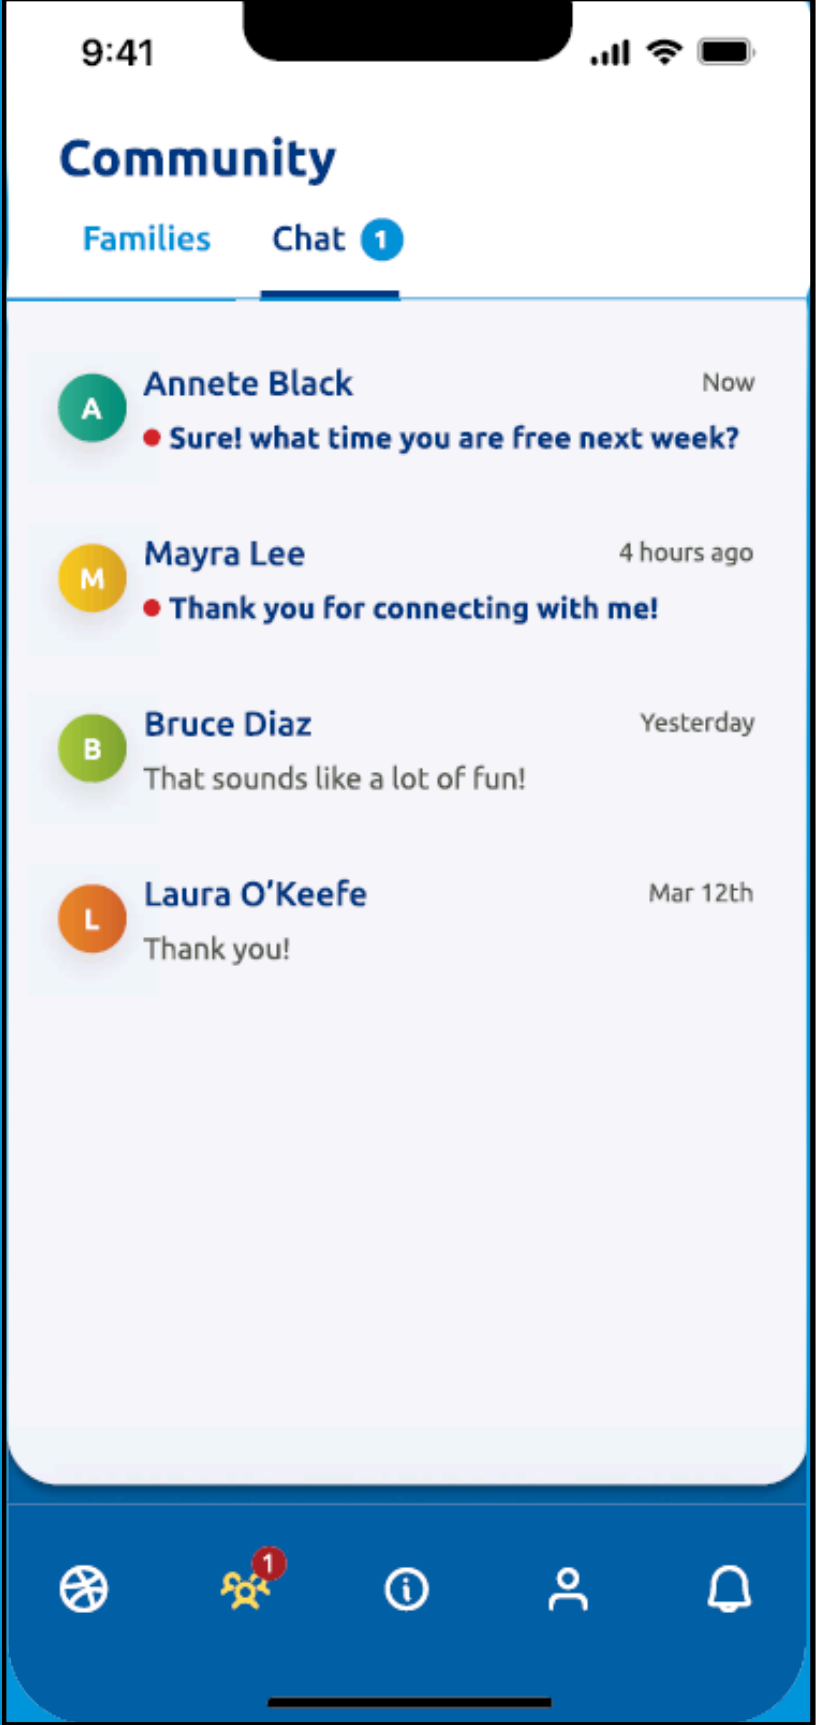 9:41
Community
Families Chat 1
A Annete Black Now
Sure! what time you are free next week?
M Mayra Lee 4 hours ago
Thank you for connecting with me!
B Bruce Diaz Yesterday
That sounds like a lot of fun!
L Laura O’Keefe Mar 12th
Thank you!
1